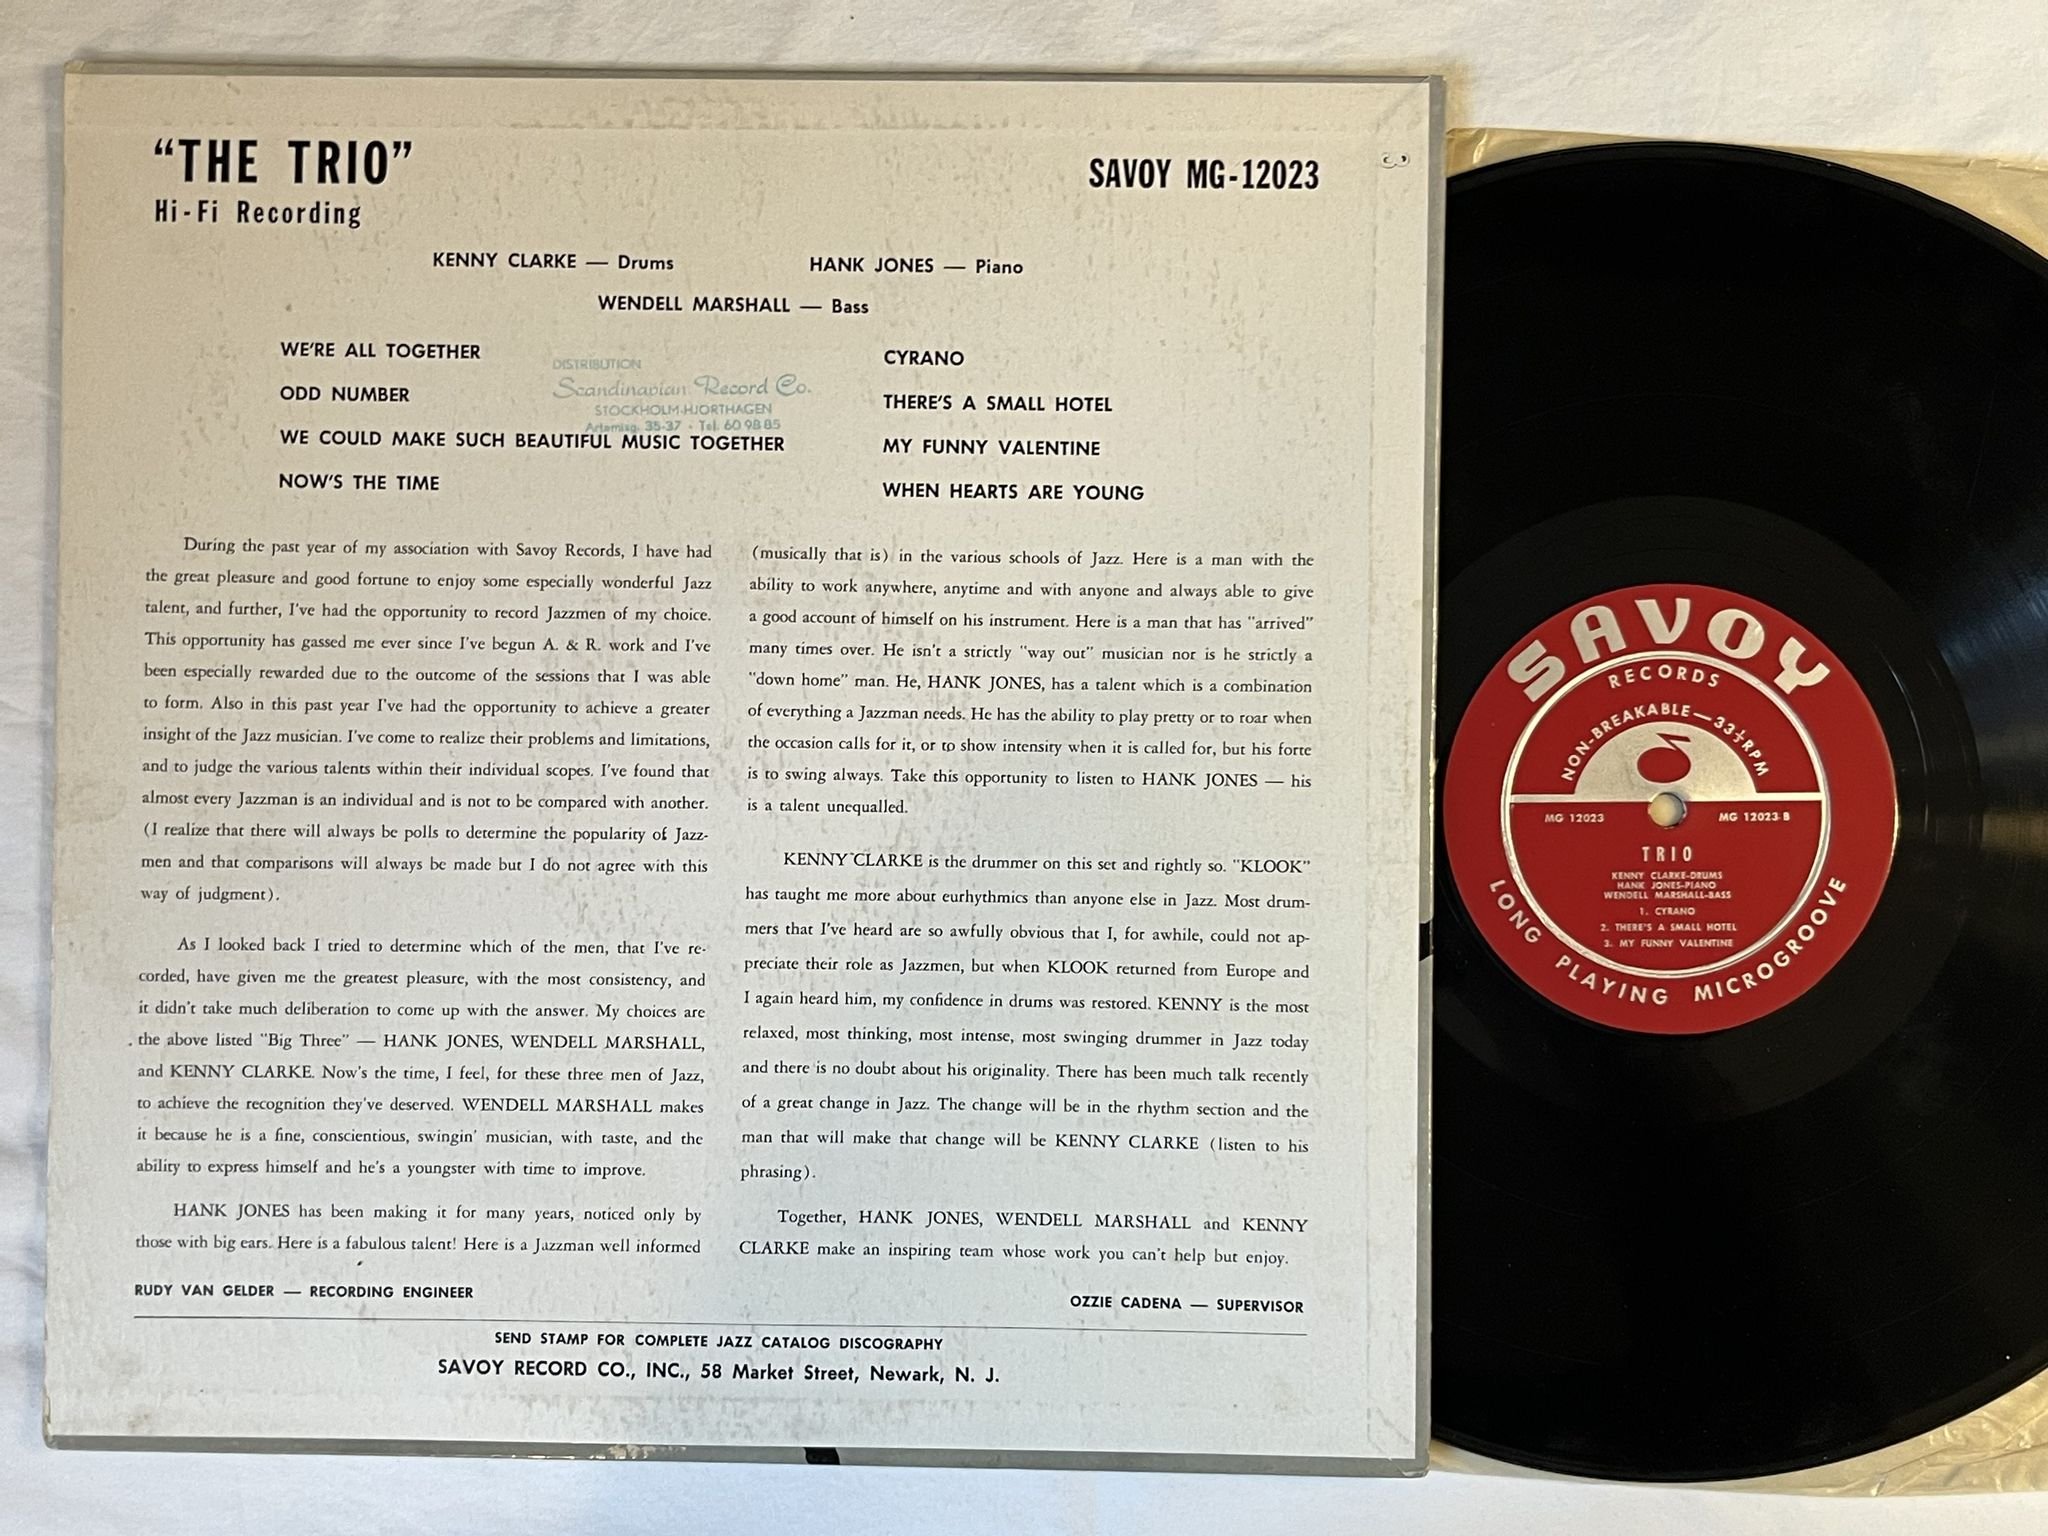 “THE TRIO”
Hi-Fi Recording
SAVOY MG-12023
KENNY CLARKE — Drums
HANK JONES — Piano
WENDELL MARSHALL — Bass
WE'RE ALL TOGETHER
ODD NUMBER
WE COULD MAKE SUCH BEAUTIFUL MUSIC TOGETHER
NOW'S THE TIME
DISTRIBUTION
Scandinavian Record Co.
STOCKHOLM-HJORTHAGEN
Artemisg. 35-37 - Tel. 60 98 85
CYRANO
THERE'S A SMALL HOTEL
MY FUNNY VALENTINE
WHEN HEARTS ARE YOUNG
During the past year of my association with Savoy Records, I have had
the great pleasure and good fortune to enjoy some especially wonderful Jazz
talent, and further, I've had the opportunity to record Jazzmen of my choice.
This opportunity has gassed me ever since I've begun A. & R. work and I've
been especially rewarded due to the outcome of the sessions that I was able
to form. Also in this past year I've had the opportunity to achieve a greater
insight of the Jazz musician. I've come to realize their problems and limitations,
and to judge the various talents within their individual scopes. I've found that
almost every Jazzman is an individual and is not to be compared with another.
(I realize that there will always be polls to determine the popularity of Jazz-
men and that comparisons will always be made but I do not agree with this
way of judgment).
As I looked back I tried to determine which of the men, that I've re-
corded, have given me the greatest pleasure, with the most consistency, and
it didn't take much deliberation to come up with the answer. My choices are
the above listed "Big Three" — HANK JONES, WENDELL MARSHALL,
and KENNY CLARKE. Now's the time, I feel, for these three men of Jazz,
to achieve the recognition they've deserved. WENDELL MARSHALL makes
it because he is a fine, conscientious, swingin' musician, with taste, and the
ability to express himself and he's a youngster with time to improve.
HANK JONES has been making it for many years, noticed only by
those with big ears. Here is a fabulous talent! Here is a Jazzman well informed
(musically that is) in the various schools of Jazz. Here is a man with the
ability to work anywhere, anytime and with anyone and always able to give
a good account of himself on his instrument. Here is a man that has "arrived"
many times over. He isn't a strictly "way out" musician nor is he strictly a
"down home" man. He, HANK JONES, has a talent which is a combination
of everything a Jazzman needs. He has the ability to play pretty or to roar when
the occasion calls for it, or to show intensity when it is called for, but his forte
is to swing always. Take this opportunity to listen to HANK JONES — his
is a talent unequalled.
KENNY CLARKE is the drummer on this set and rightly so. "KLOOK"
has taught me more about eurhythmics than anyone else in Jazz. Most drum-
mers that I've heard are so awfully obvious that I, for awhile, could not ap-
preciate their role as Jazzmen, but when KLOOK returned from Europe and
I again heard him, my confidence in drums was restored. KENNY is the most
relaxed, most thinking, most intense, most swinging drummer in Jazz today
and there is no doubt about his originality. There has been much talk recently
of a great change in Jazz. The change will be in the rhythm section and the
man that will make that change will be KENNY CLARKE (listen to his
phrasing).
Together, HANK JONES, WENDELL MARSHALL and KENNY
CLARKE make an inspiring team whose work you can't help but enjoy.
RUDY VAN GELDER — RECORDING ENGINEER
OZZIE CADENA — SUPERVISOR
SEND STAMP FOR COMPLETE JAZZ CATALOG DISCOGRAPHY
SAVOY RECORD CO., INC., 58 Market Street, Newark, N. J.
SAVOY
RECORDS
NON-BREAKABLE—33⅓RPM
MG 12023
MG 12023-B
TRIO
KENNY CLARKE-DRUMS
HANK JONES-PIANO
WENDELL MARSHALL-BASS
1. CYRANO
2. THERE'S A SMALL HOTEL
3. MY FUNNY VALENTINE
LONG PLAYING MICROGROOVE